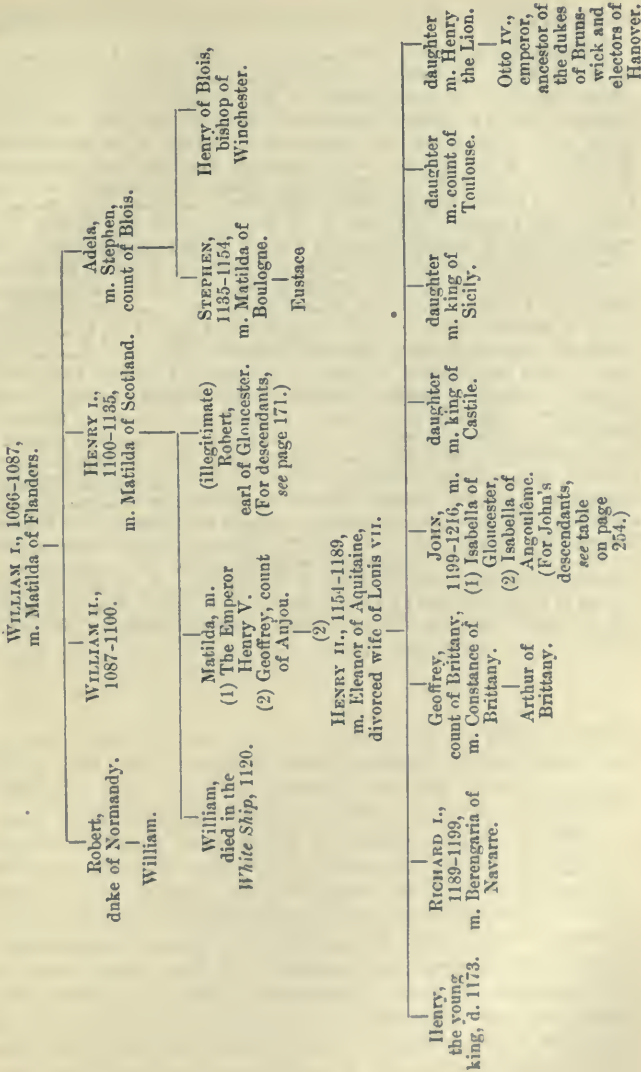 WILLIAM I., 1066–1087,
m. Matilda of Flanders.
Robert,
duke of Normandy.
William.
WILLIAM II.,
1087–1100.
HENRY I.,
1100–1135,
m. Matilda of Scotland.
Adela,
m. Stephen,
count of Blois.
William,
died in the
White Ship, 1120.
Matilda, m.
(1) The Emperor
Henry V.
(2) Geoffrey, count
of Anjou.
(illegitimate)
Robert,
earl of Gloucester.
(For descendants,
see page 171.)
STEPHEN,
1135–1154,
m. Matilda of
Boulogne.
Eustace
Henry of Blois,
bishop of
Winchester.
(2)
HENRY II., 1154–1189,
m. Eleanor of Aquitaine,
divorced wife of Louis VII.
Henry,
the young
king, d. 1173.
RICHARD I.,
1189–1199,
m. Berengaria of
Navarre.
Geoffrey,
count of Brittany,
m. Constance of
Brittany.
Arthur of
Brittany.
JOHN,
1199–1216, m.
(1) Isabella of
Gloucester,
(2) Isabella of
Angoulême.
(For John's
descendants,
see table
on page
254.)
daughter
m. king of
Castile.
daughter
m. king of
Sicily.
daughter
m. count of
Toulouse.
daughter
m. Henry
the Lion.
Otto IV.,
emperor,
ancestor of
the dukes
of Bruns-
wick and
electors of
Hanover.